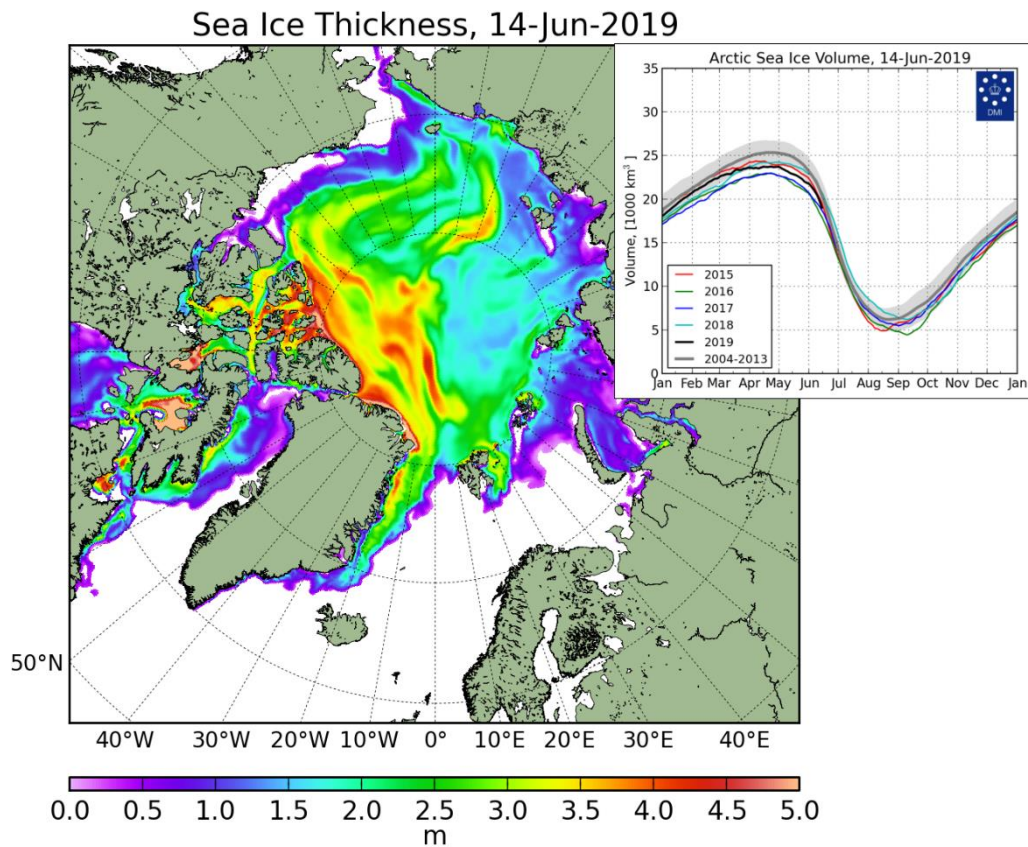 Sea Ice Thickness, 14-Jun-2019
Arctic Sea Ice Volume, 14-Jun-2019
35
30
25
20
15
10
5
0
Volume, [1000 km³ ]
DMI
2015
2016
2017
2018
2019
2004-2013
Jan Feb Mar Apr May Jun Jul Aug Sep Oct Nov Dec Jan
50°N
40°W 30°W 20°W 10°W 0° 10°E 20°E 30°E 40°E
0.0 0.5 1.0 1.5 2.0 2.5 3.0 3.5 4.0 4.5 5.0
m